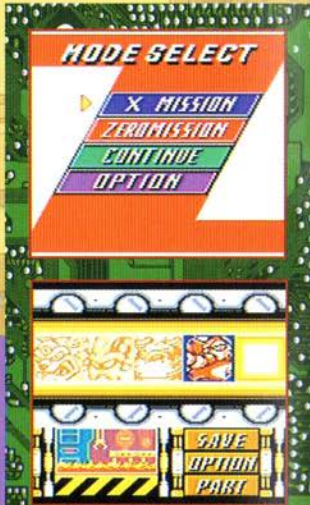 MODE SELECT
X MISSION
ZEROMISSION
CONTINUE
OPTION
SAVE
OPTION
PART